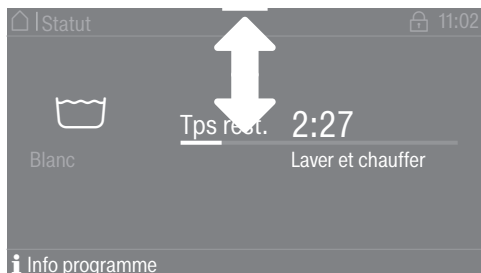 Statut 11:02
Tps rest. 2:27
Blanc
Laver et chauffer
Info programme